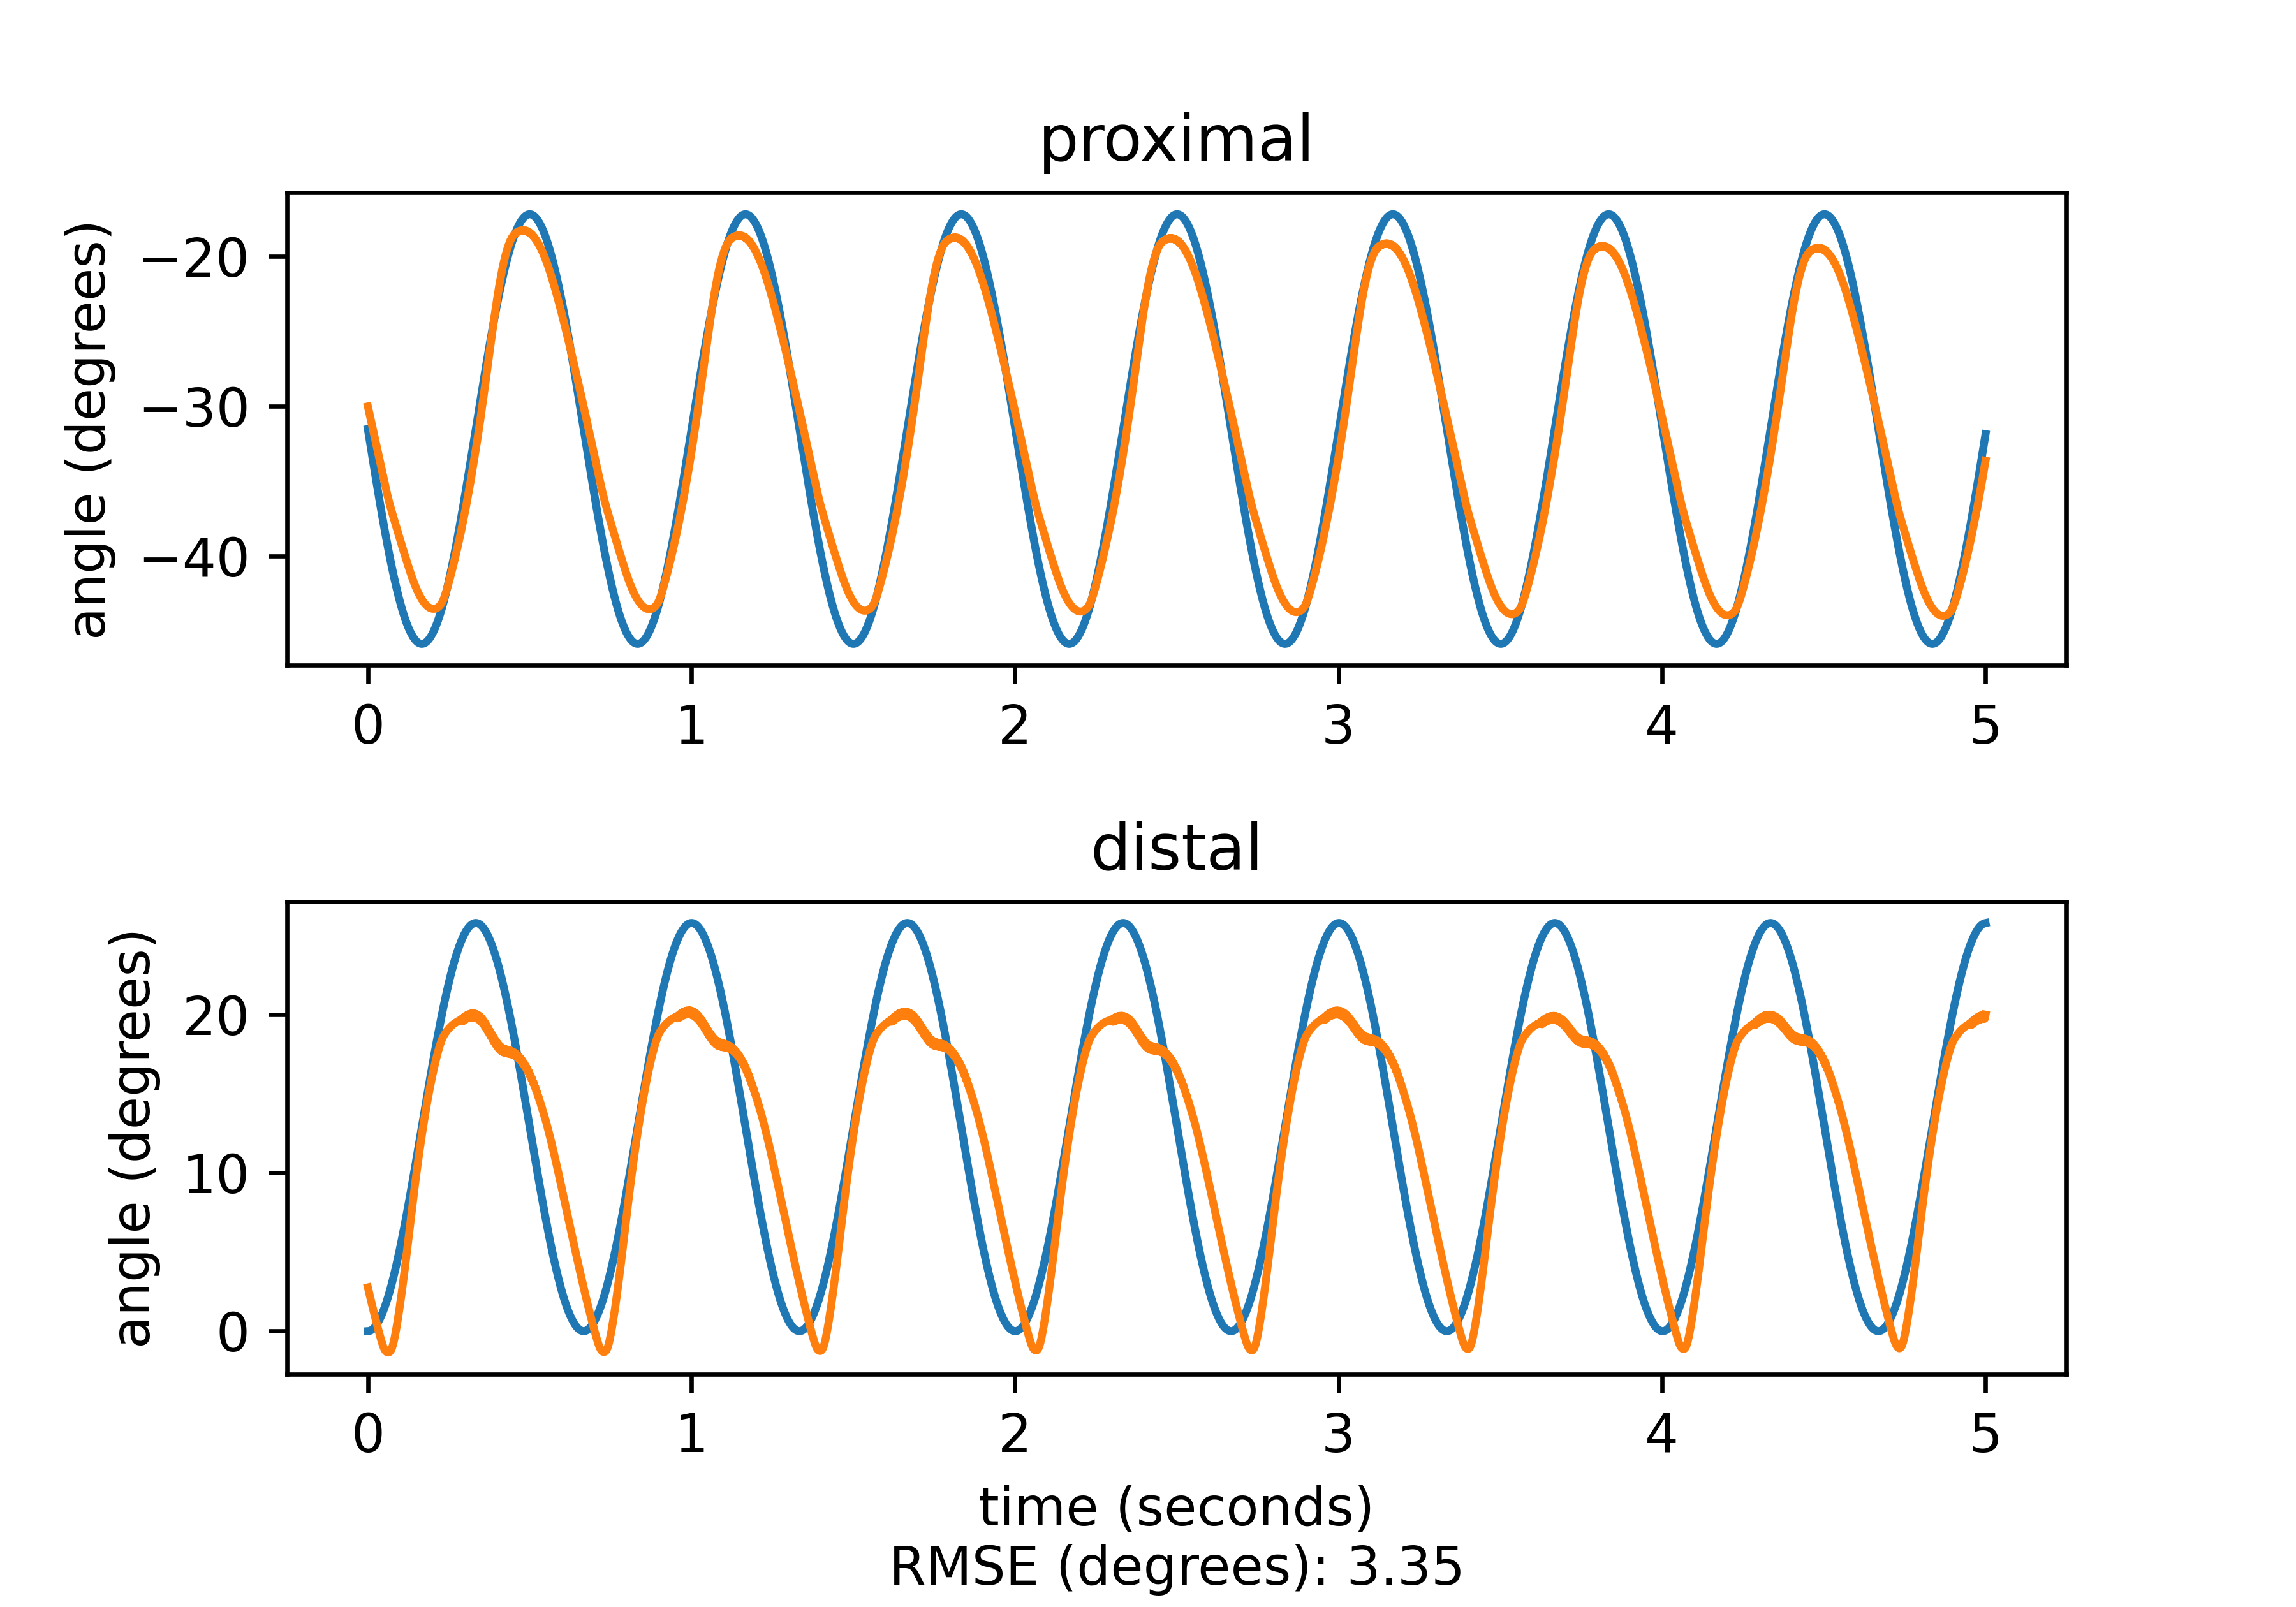 proximal
angle (degrees)
−20
−30
−40
0 1 2 3 4 5
distal
angle (degrees)
20
10
0
0 1 2 3 4 5
time (seconds)
RMSE (degrees): 3.35